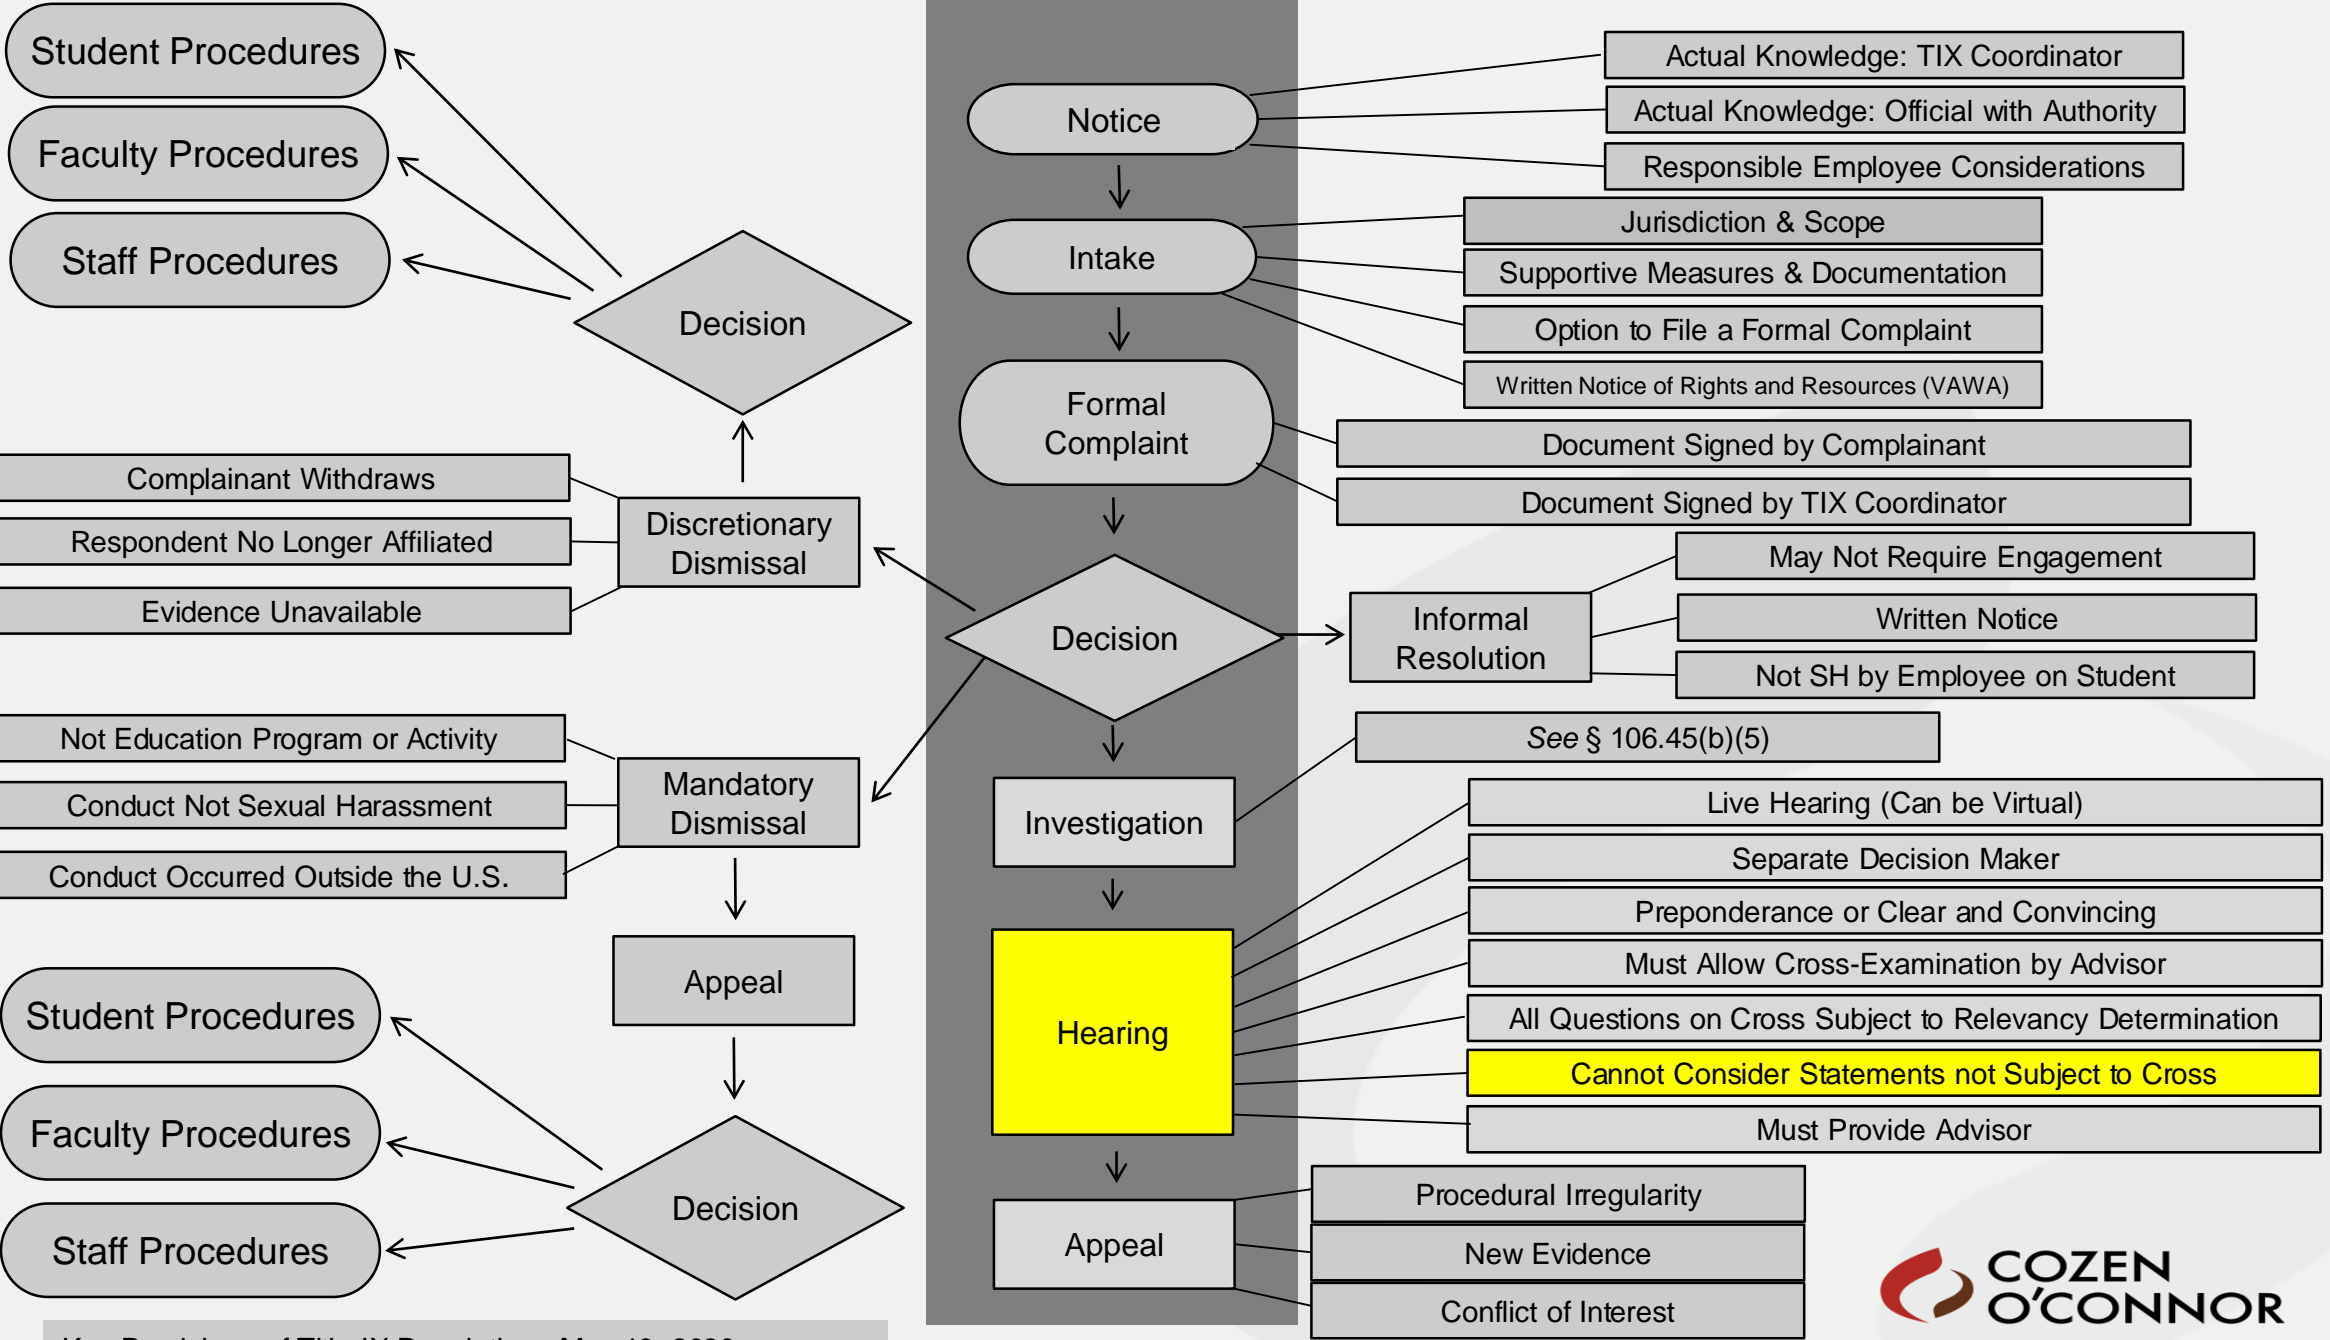 Student Procedures
Faculty Procedures
Staff Procedures
Decision
Complainant Withdraws
Respondent No Longer Affiliated
Evidence Unavailable
Discretionary
Dismissal
Not Education Program or Activity
Conduct Not Sexual Harassment
Conduct Occurred Outside the U.S.
Mandatory
Dismissal
Appeal
Student Procedures
Faculty Procedures
Staff Procedures
Decision
Notice
Actual Knowledge: TIX Coordinator
Actual Knowledge: Official with Authority
Responsible Employee Considerations
Intake
Jurisdiction & Scope
Supportive Measures & Documentation
Option to File a Formal Complaint
Written Notice of Rights and Resources (VAWA)
Formal
Complaint
Document Signed by Complainant
Document Signed by TIX Coordinator
Decision
Informal
Resolution
May Not Require Engagement
Written Notice
Not SH by Employee on Student
Investigation
See § 106.45(b)(5)
Hearing
Live Hearing (Can be Virtual)
Separate Decision Maker
Preponderance or Clear and Convincing
Must Allow Cross-Examination by Advisor
All Questions on Cross Subject to Relevancy Determination
Cannot Consider Statements not Subject to Cross
Must Provide Advisor
Appeal
Procedural Irregularity
New Evidence
Conflict of Interest
COZEN
O'CONNOR